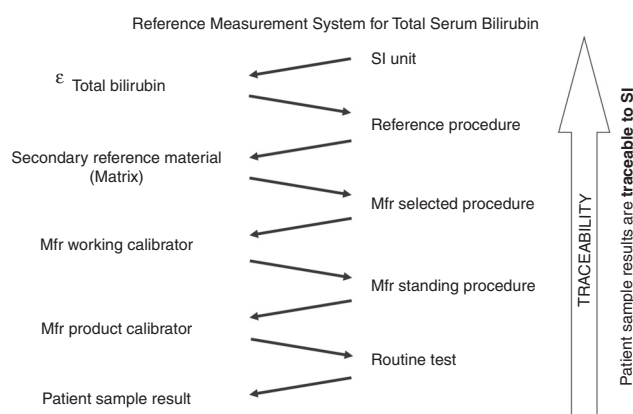 Reference Measurement System for Total Serum Bilirubin
SI unit
ε Total bilirubin
Reference procedure
Secondary reference material
(Matrix)
Mfr selected procedure
Mfr working calibrator
Mfr standing procedure
Mfr product calibrator
Routine test
Patient sample result
TRACEABILITY
Patient sample results are traceable to SI